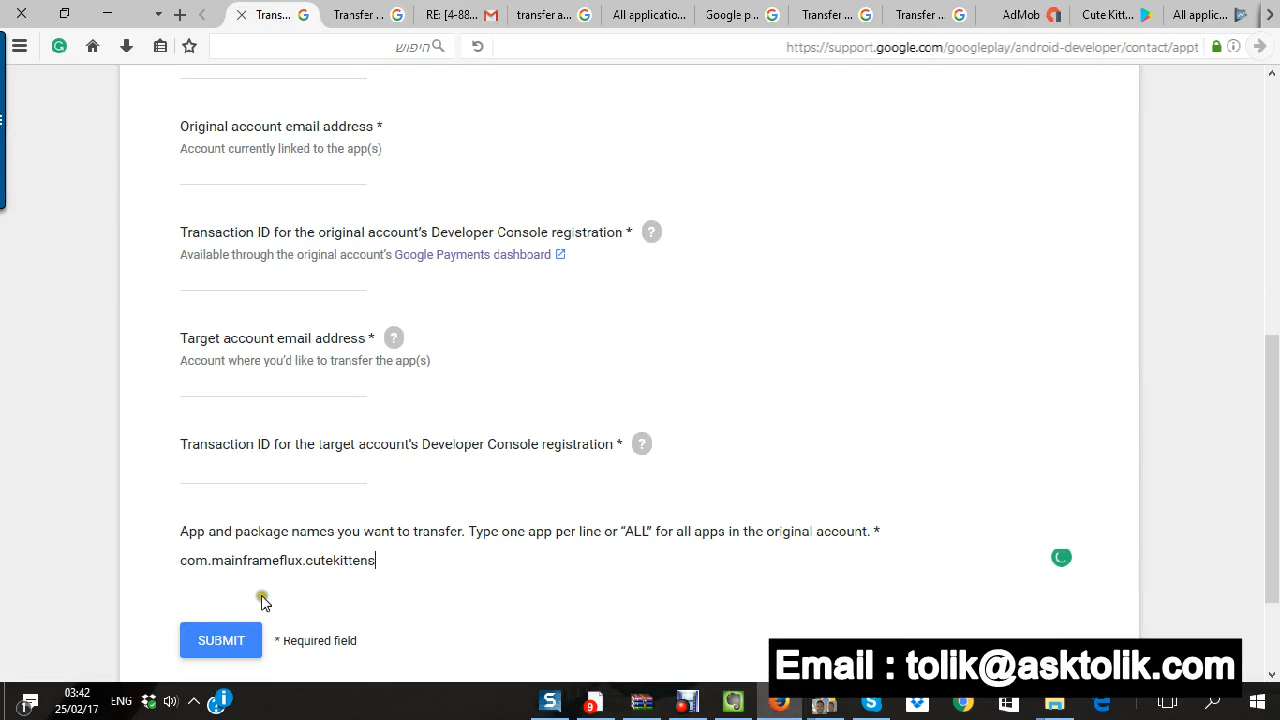 Trans...
Transfer ...
RE: [4-88...
transfer a...
All applicatio...
Google p...
Transfer ...
Transfer ...
AdMob
Cute Kitt...
All applic...
חיפוש
https://support.google.com/googleplay/android-developer/contact/appt
Original account email address *
Account currently linked to the app(s)
Transaction ID for the original account's Developer Console registration * ?
Available through the original account's Google Payments dashboard
Target account email address * ?
Account where you'd like to transfer the app(s)
Transaction ID for the target account's Developer Console registration * ?
App and package names you want to transfer. Type one app per line or “ALL” for all apps in the original account. *
com.mainframeflux.cutekittens
SUBMIT
* Required field
Email : tolik@asktolik.com
03:42
25/02/17
ENG
9